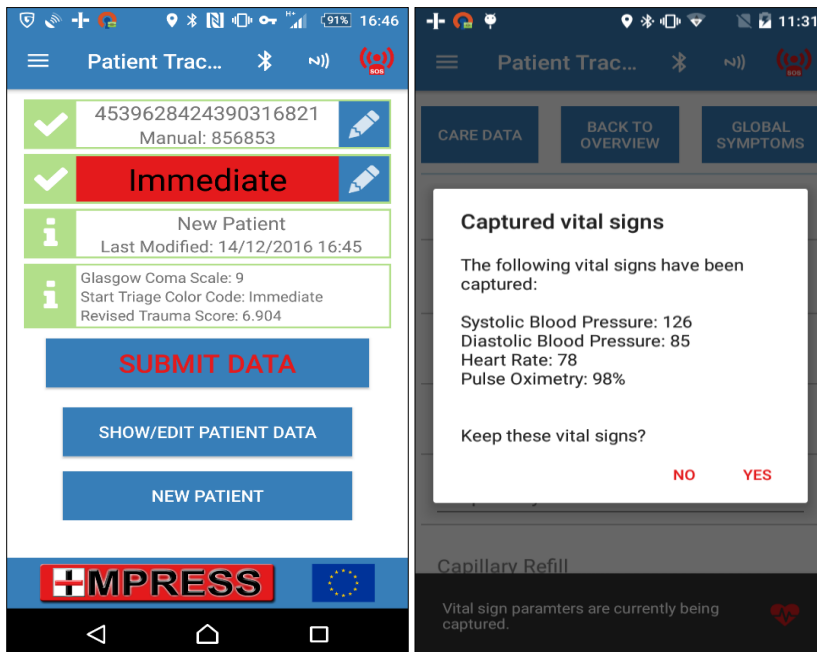 91% 16:46
Patient Trac...
SOS
4539628424390316821
Manual: 856853
Immediate
New Patient
Last Modified: 14/12/2016 16:45
Glasgow Coma Scale: 9
Start Triage Color Code: Immediate
Revised Trauma Score: 6.904
SUBMIT DATA
SHOW/EDIT PATIENT DATA
NEW PATIENT
MPRESS
11:31
Patient Trac...
SOS
CARE DATA
BACK TO
OVERVIEW
GLOBAL
SYMPTOMS
Captured vital signs
The following vital signs have been
captured:
Systolic Blood Pressure: 126
Diastolic Blood Pressure: 85
Heart Rate: 78
Pulse Oximetry: 98%
Keep these vital signs?
NO YES
Capillary Refill
Vital sign paramters are currently being
captured.